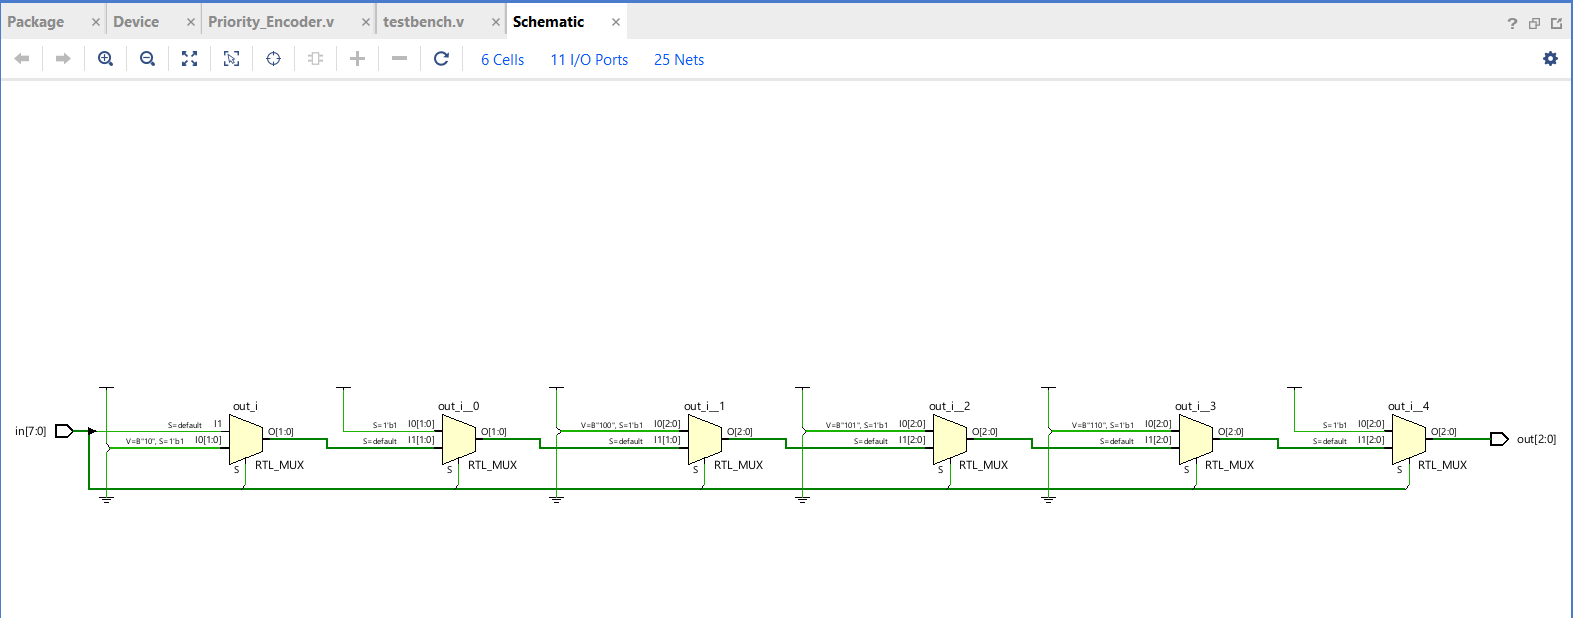 Package × Device × Priority_Encoder.v × testbench.v × Schematic ×
?
6 Cells 11 I/O Ports 25 Nets
out_i out_i__0 out_i__1 out_i__2 out_i__3 out_i__4
S=default I1 S=1'b1 I0[1:0] V=B"100", S=1'b1 I0[2:0] V=B"101", S=1'b1 I0[2:0] V=B"110", S=1'b1 I0[2:0] S=1'b1 I0[2:0]
in[7:0] O[1:0] O[1:0] O[2:0] O[2:0] O[2:0] O[2:0] out[2:0]
V=B"10", S=1'b1 I0[1:0] S=default I1[1:0] S=default I1[1:0] S=default I1[2:0] S=default I1[2:0] S=default I1[2:0]
S RTL_MUX S RTL_MUX S RTL_MUX S RTL_MUX S RTL_MUX S RTL_MUX